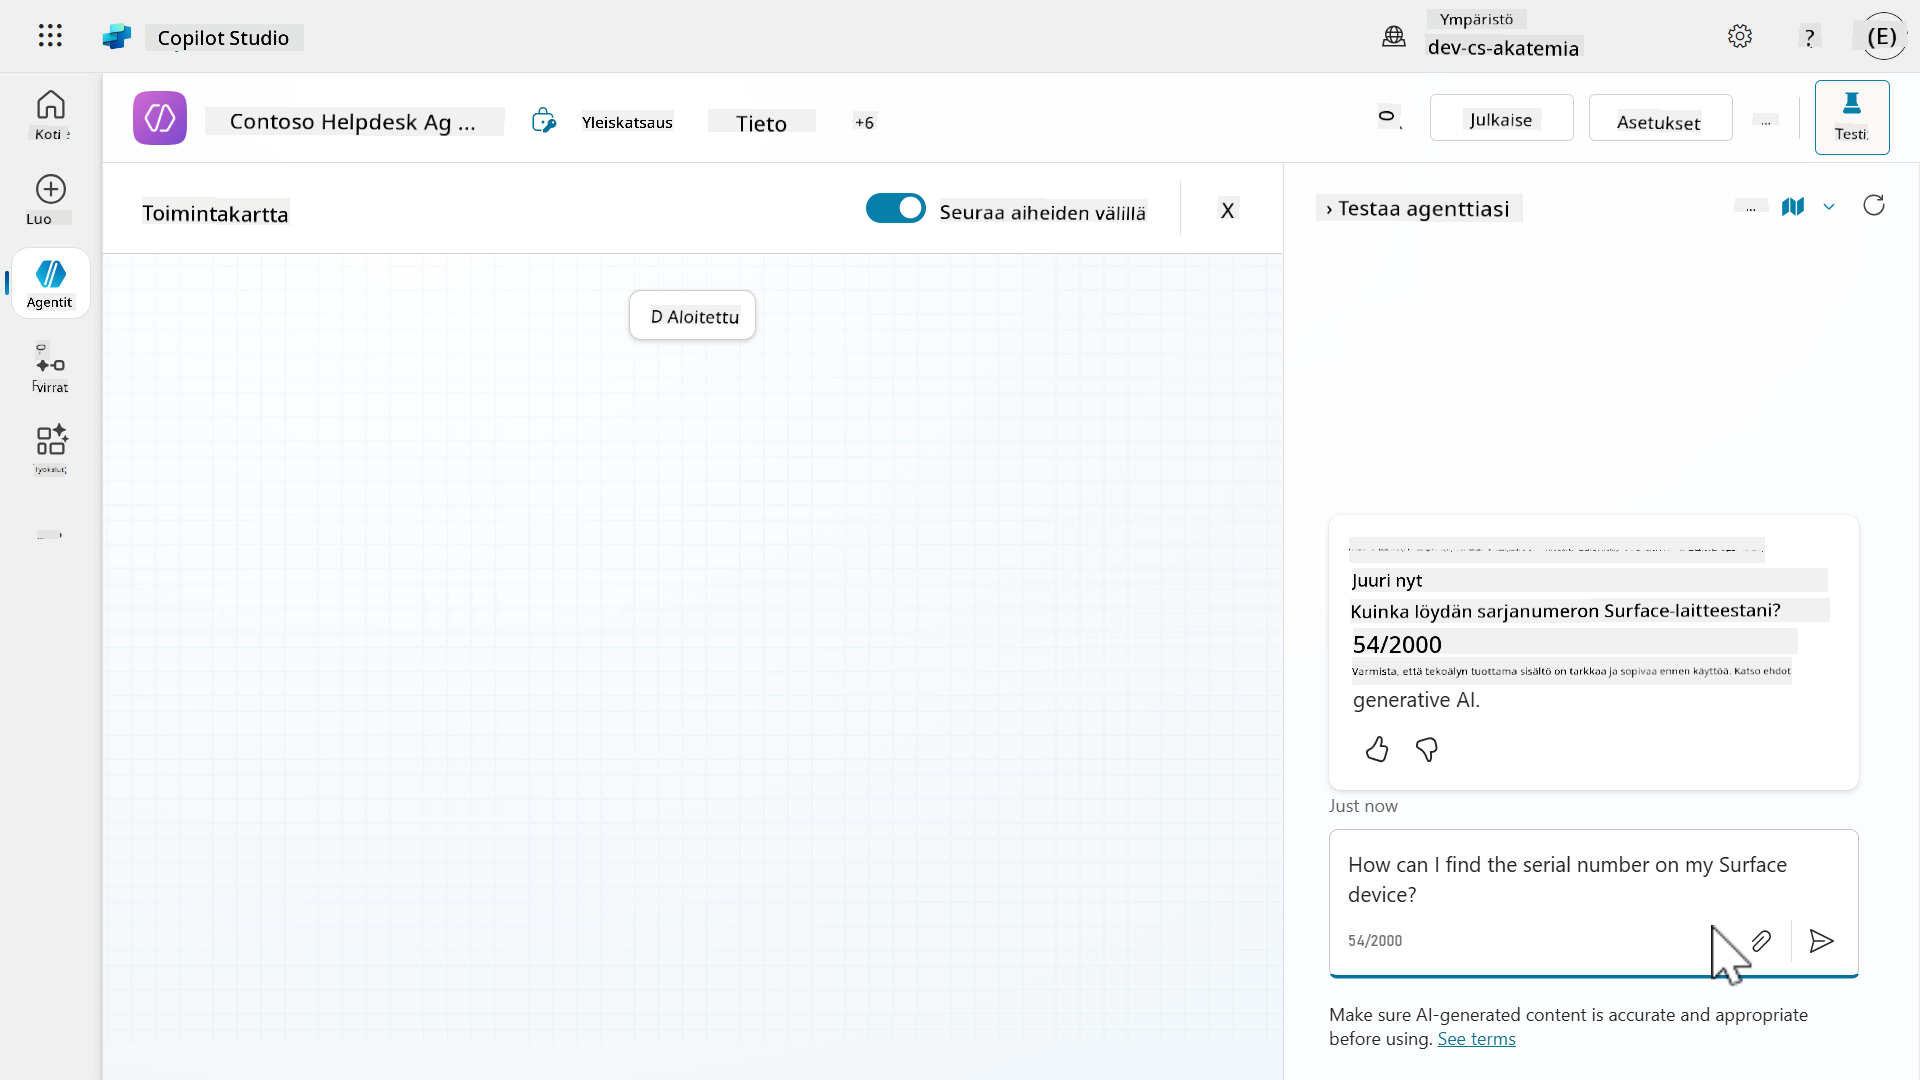 Copilot Studio
Ympäristö
dev-cs-akatemia
?
(E)
Koti
Luo
Agentit
virrat
Työkalut
Contoso Helpdesk Ag ...
Yleiskatsaus
Tieto
+6
Julkaise
Asetukset
...
Testi
Toimintakartta
Seuraa aiheiden välillä
X
D Aloitettu
› Testaa agenttiasi
...
Juuri nyt
Kuinka löydän sarjanumeron Surface-laitteestani?
54/2000
Varmista, että tekoälyn tuottama sisältö on tarkkaa ja sopivaa ennen käyttöä. Katso ehdot
generative AI.
Just now
How can I find the serial number on my Surface
device?
54/2000
Make sure AI-generated content is accurate and appropriate
before using. See terms